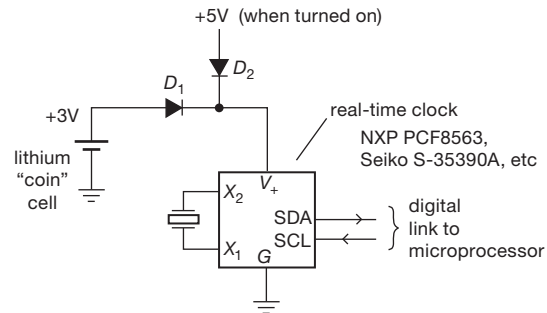 +5V (when turned on)
D2
D1
+3V
lithium
“coin”
cell
real-time clock
NXP PCF8563,
Seiko S-35390A, etc
V+
X2
X1
SDA
SCL
G
digital
link to
microprocessor